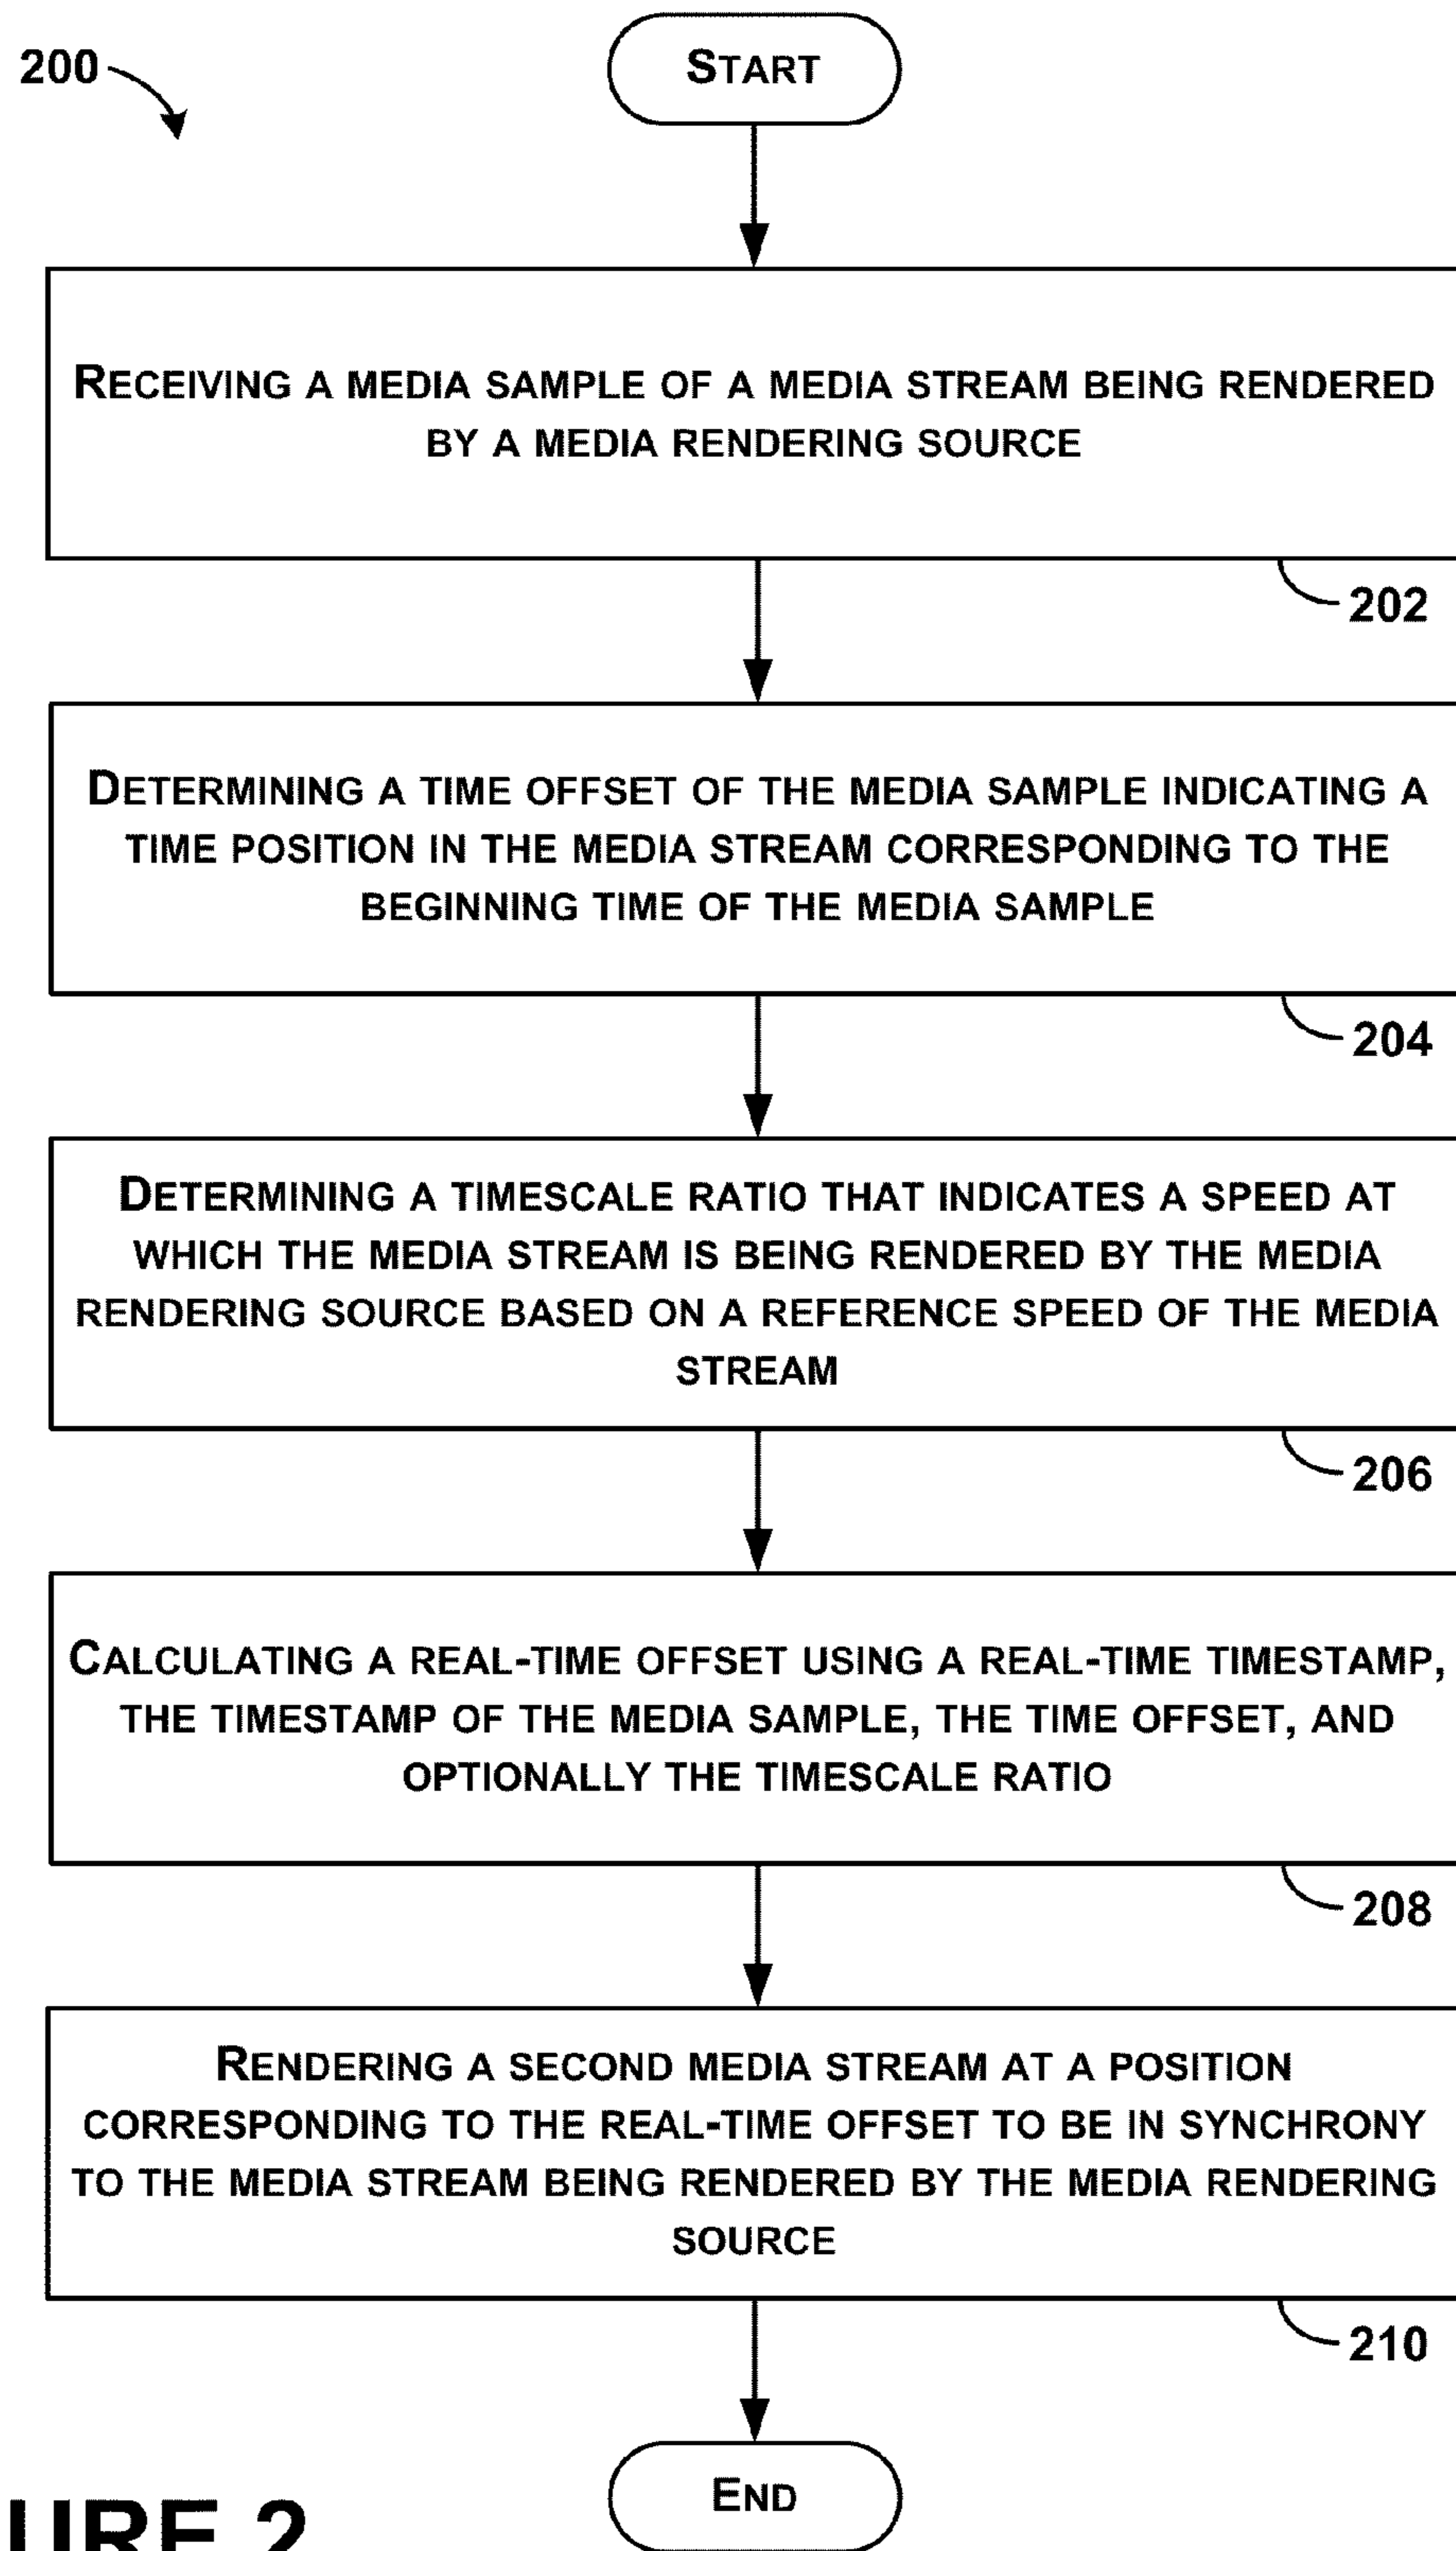 200
START
RECEIVING A MEDIA SAMPLE OF A MEDIA STREAM BEING RENDERED
BY A MEDIA RENDERING SOURCE
202
DETERMINING A TIME OFFSET OF THE MEDIA SAMPLE INDICATING A
TIME POSITION IN THE MEDIA STREAM CORRESPONDING TO THE
BEGINNING TIME OF THE MEDIA SAMPLE
204
DETERMINING A TIMESCALE RATIO THAT INDICATES A SPEED AT
WHICH THE MEDIA STREAM IS BEING RENDERED BY THE MEDIA
RENDERING SOURCE BASED ON A REFERENCE SPEED OF THE MEDIA
STREAM
206
CALCULATING A REAL-TIME OFFSET USING A REAL-TIME TIMESTAMP,
THE TIMESTAMP OF THE MEDIA SAMPLE, THE TIME OFFSET, AND
OPTIONALLY THE TIMESCALE RATIO
208
RENDERING A SECOND MEDIA STREAM AT A POSITION
CORRESPONDING TO THE REAL-TIME OFFSET TO BE IN SYNCHRONY
TO THE MEDIA STREAM BEING RENDERED BY THE MEDIA RENDERING
SOURCE
210
END
URE 2